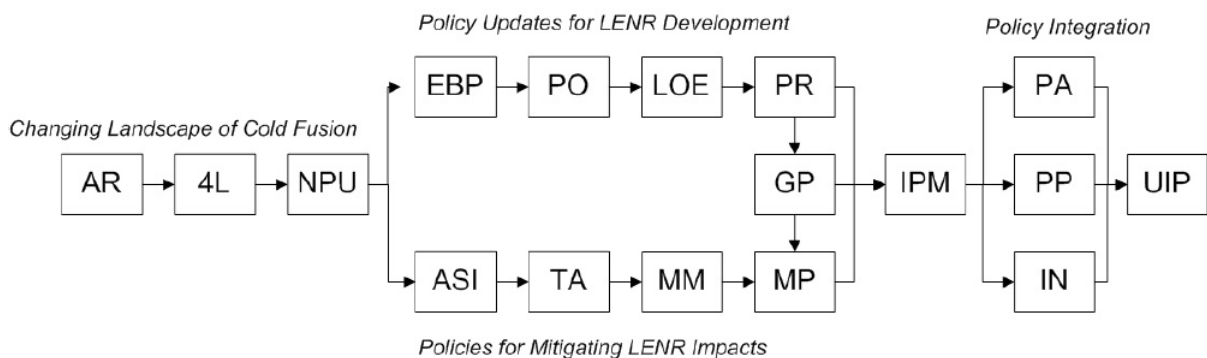 Policy Updates for LENR Development
Policy Integration
EBP
PO
LOE
PR
PA
Changing Landscape of Cold Fusion
AR
4L
NPU
GP
IPM
PP
UIP
ASI
TA
MM
MP
IN
Policies for Mitigating LENR Impacts